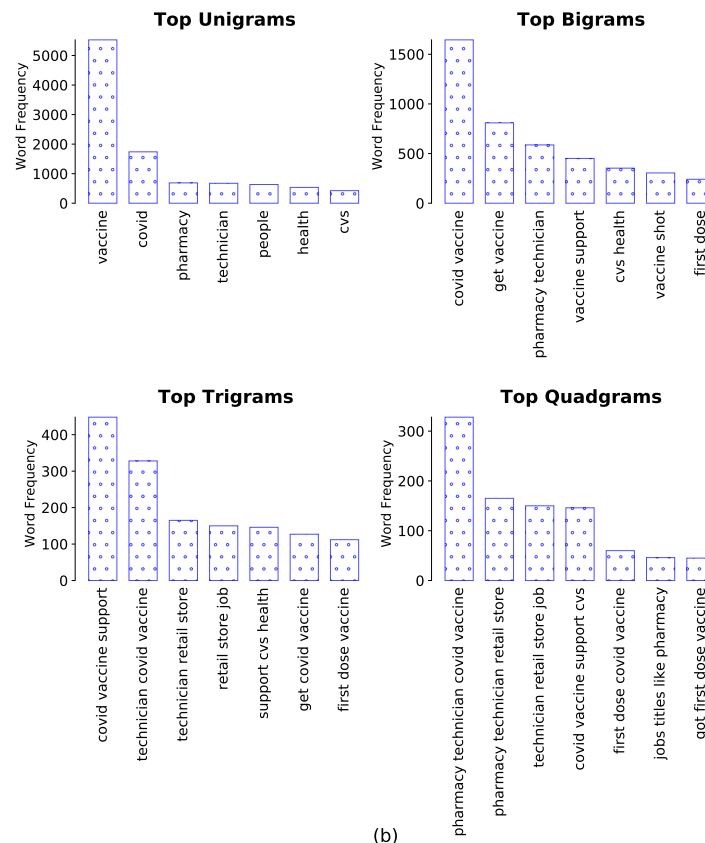 Top Unigrams
Word Frequency
5000
4000
3000
2000
1000
0
vaccine
covid
pharmacy
technician
people
health
cvs
Top Bigrams
Word Frequency
1500
1000
500
0
covid vaccine
get vaccine
pharmacy technician
vaccine support
cvs health
vaccine shot
first dose
Top Trigrams
Word Frequency
400
300
200
100
0
covid vaccine support
technician covid vaccine
technician retail store
retail store job
support cvs health
get covid vaccine
first dose vaccine
Top Quadgrams
Word Frequency
300
200
100
0
pharmacy technician covid vaccine
pharmacy technician retail store
technician retail store job
covid vaccine support cvs
first dose covid vaccine
jobs titles like pharmacy
got first dose vaccine
(b)